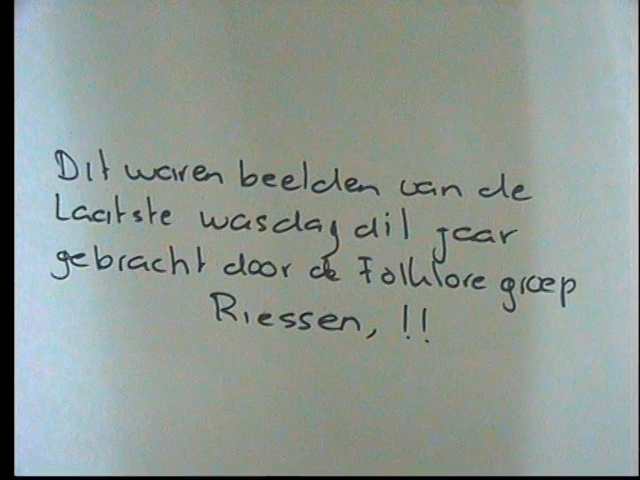 Dit waren beelden van de
Laatste wasdag dit jaar
gebracht door de Folklore groep
Riessen, !!